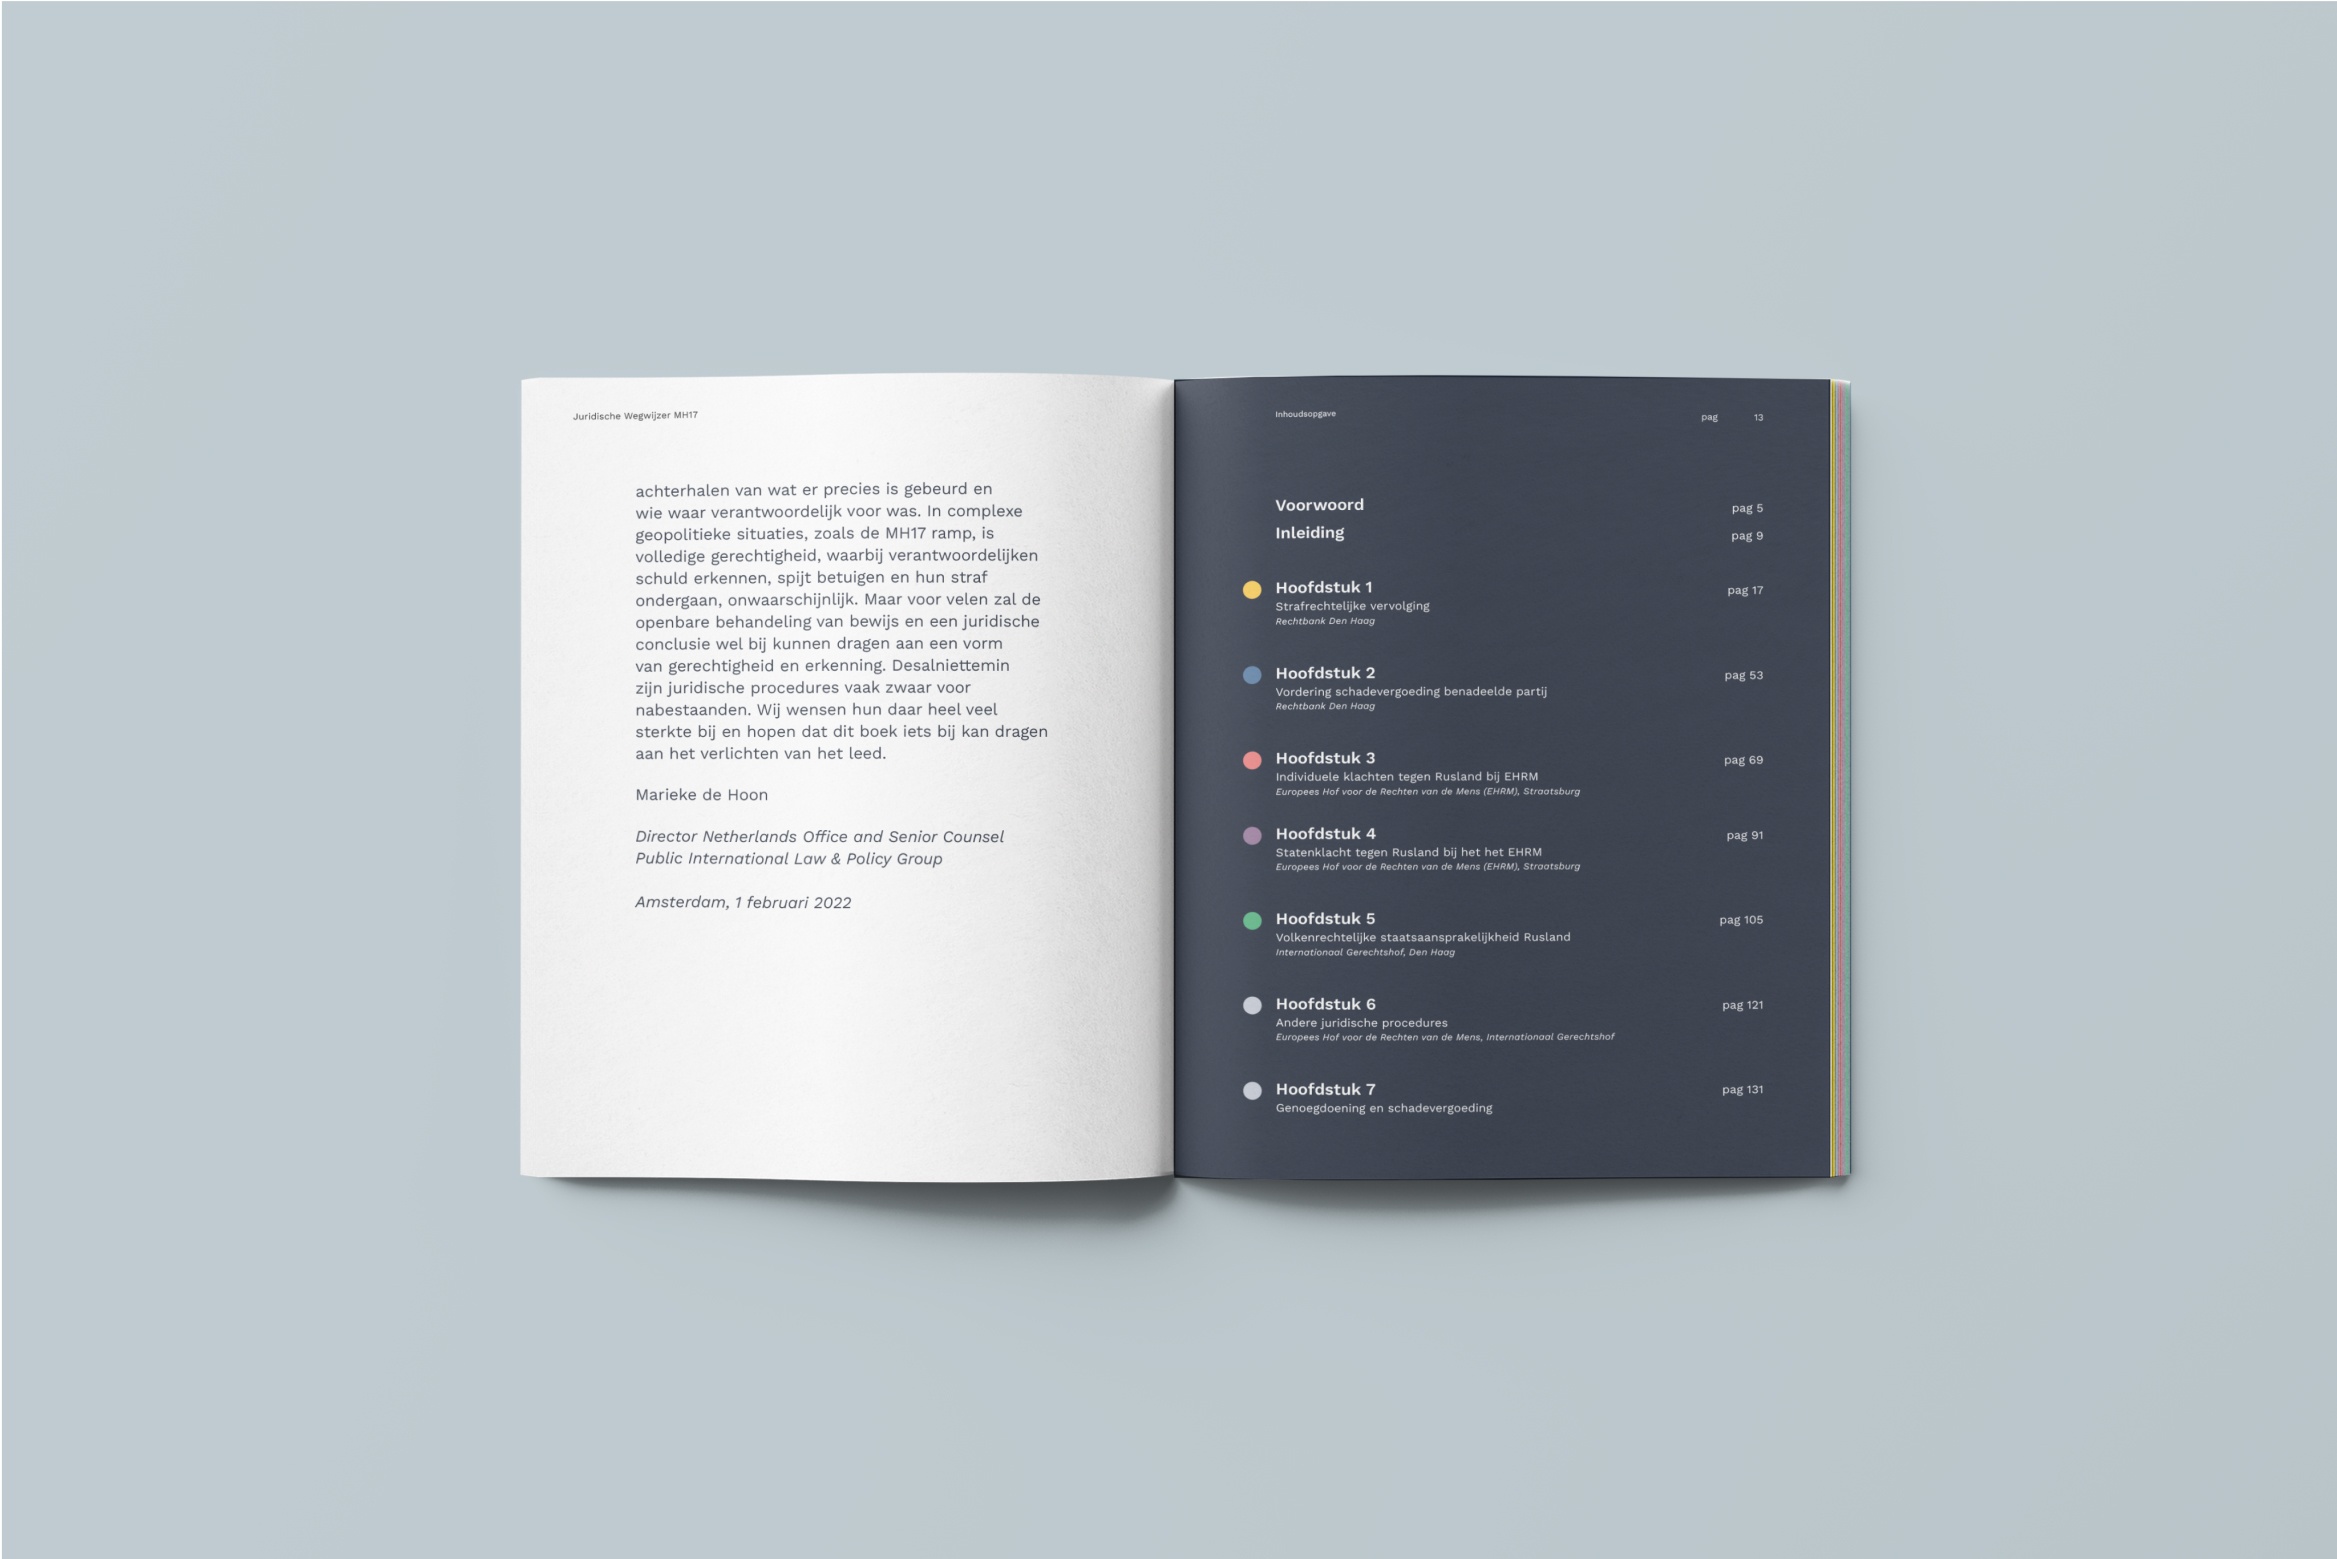 Juridische Wegwijzer MH17
achterhalen van wat er precies is gebeurd en
wie waar verantwoordelijk voor was. In complexe
geopolitieke situaties, zoals de MH17 ramp, is
volledige gerechtigheid, waarbij verantwoordelijken
schuld erkennen, spijt betuigen en hun straf
ondergaan, onwaarschijnlijk. Maar voor velen zal de
openbare behandeling van bewijs en een juridische
conclusie wel bij kunnen dragen aan een vorm
van gerechtigheid en erkenning. Desalniettemin
zijn juridische procedures vaak zwaar voor
nabestaanden. Wij wensen hun daar heel veel
sterkte bij en hopen dat dit boek iets bij kan dragen
aan het verlichten van het leed.
Marieke de Hoon
Director Netherlands Office and Senior Counsel
Public International Law & Policy Group
Amsterdam, 1 februari 2022
Inhoudsopgave pag 13
Voorwoord pag 5
Inleiding pag 9
Hoofdstuk 1 pag 17
Strafrechtelijke vervolging
Rechtbank Den Haag
Hoofdstuk 2 pag 53
Vordering schadevergoeding benadeelde partij
Rechtbank Den Haag
Hoofdstuk 3 pag 69
Individuele klachten tegen Rusland bij EHRM
Europees Hof voor de Rechten van de Mens (EHRM), Straatsburg
Hoofdstuk 4 pag 91
Statenklacht tegen Rusland bij het het EHRM
Europees Hof voor de Rechten van de Mens (EHRM), Straatsburg
Hoofdstuk 5 pag 105
Volkenrechtelijke staatsaansprakelijkheid Rusland
Internationaal Gerechtshof, Den Haag
Hoofdstuk 6 pag 121
Andere juridische procedures
Europees Hof voor de Rechten van de Mens, Internationaal Gerechtshof
Hoofdstuk 7 pag 131
Genoegdoening en schadevergoeding